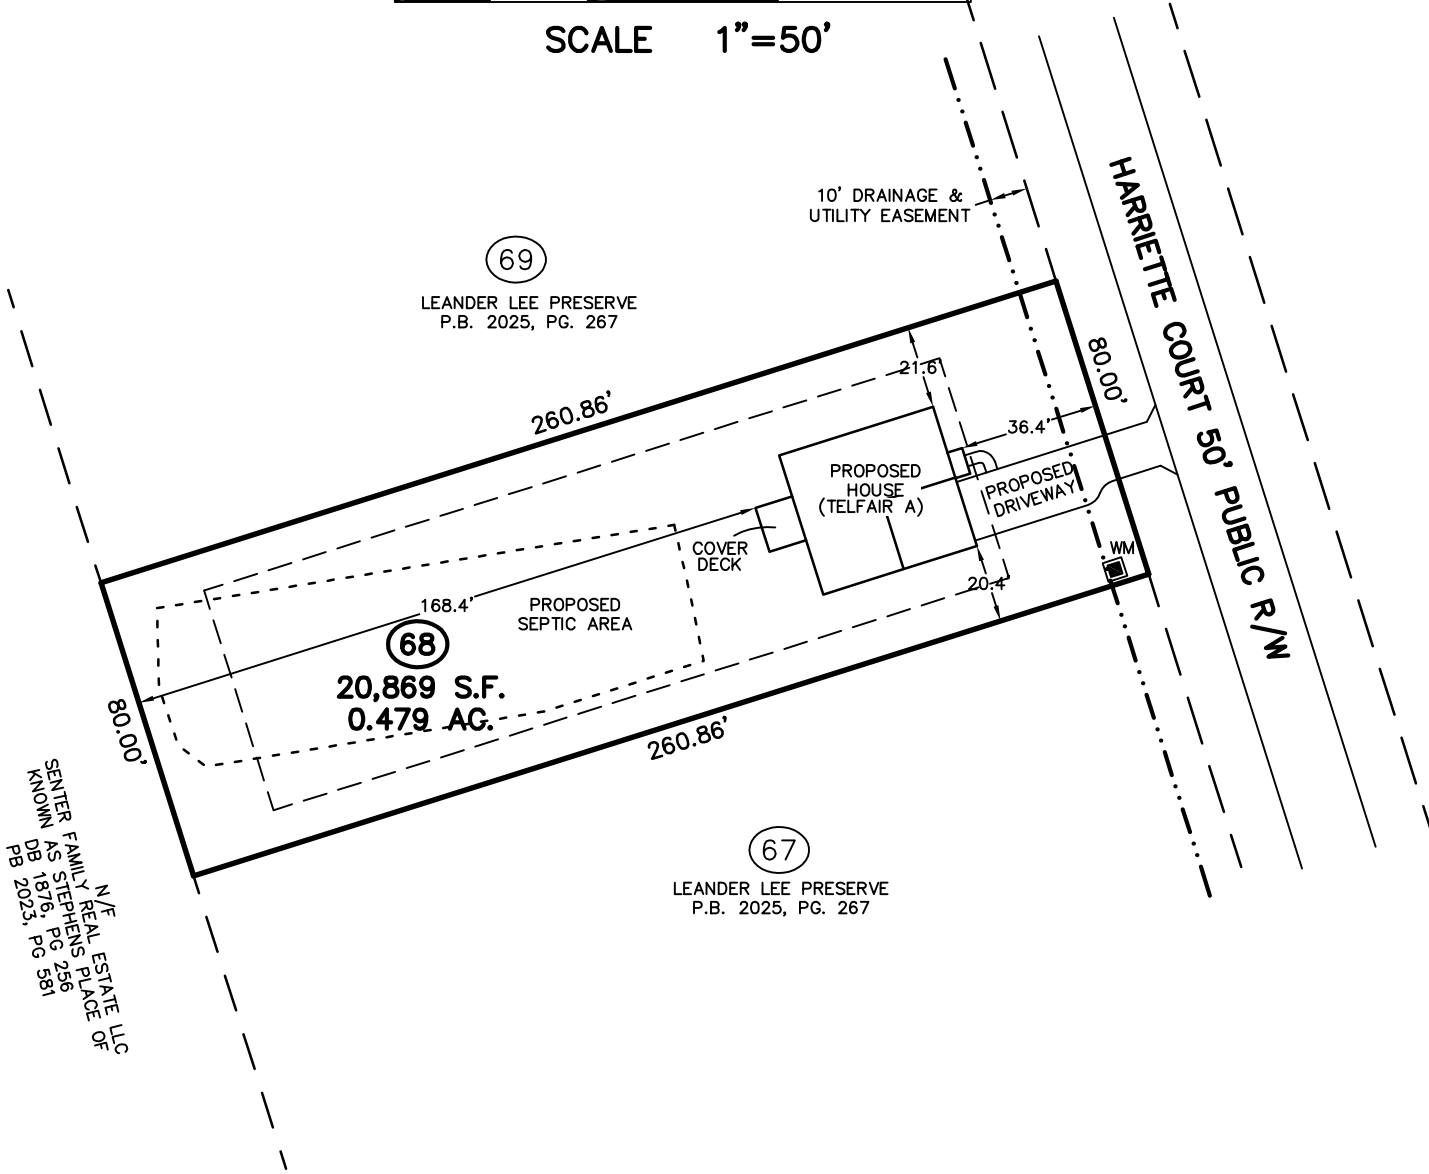 SCALE 1"=50'
10' DRAINAGE &
UTILITY EASEMENT
HARRIETTE COURT 50' PUBLIC R/W
69
LEANDER LEE PRESERVE
P.B. 2025, PG. 267
80.00'
21.6'
260.86'
36.4'
PROPOSED
HOUSE
(TELFAIR A)
PROPOSED
DRIVEWAY
COVER
DECK
WM
20.4'
168.4'
PROPOSED
SEPTIC AREA
68
20,869 S.F.
0.479 AC.
80.00'
260.86'
N/F
SENTER FAMILY REAL ESTATE LLC
KNOWN AS STEPHENS PLACE OF
DB 1876, PG 256
PB 2023, PG 581
67
LEANDER LEE PRESERVE
P.B. 2025, PG. 267